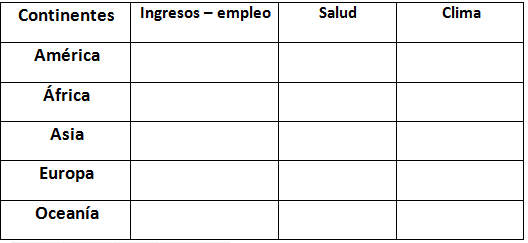 Continentes Ingresos – empleo Salud Clima
América
África
Asia
Europa
Oceanía